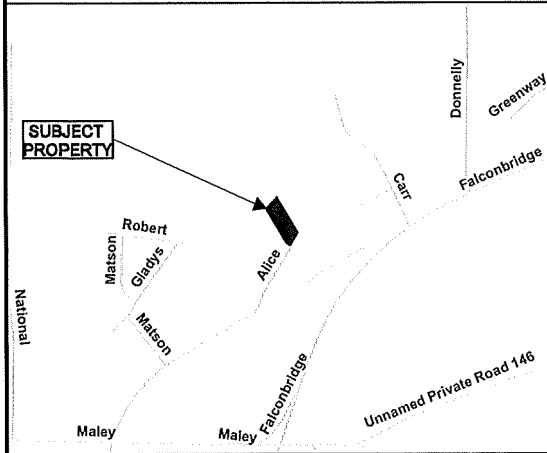 Donnelly
Greenway
SUBJECT
PROPERTY
Carr
Falconbridge
Robert
Matson
Gladys
Alice
National
Matson
Falconbridge
Unnamed Private Road 146
Maley
Maley